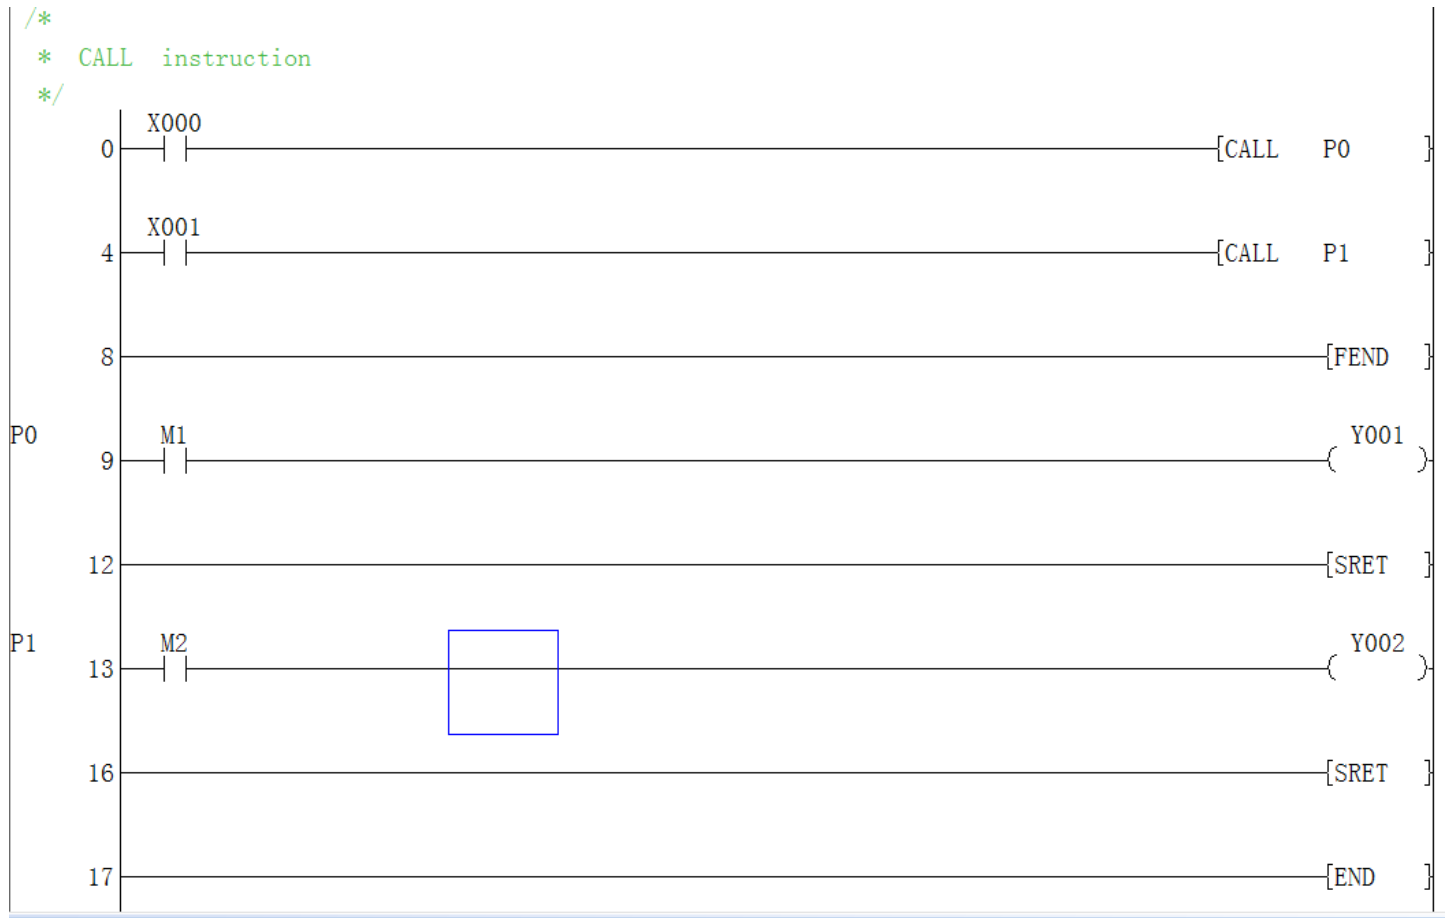 /*
* CALL instruction
*/
X000
0 [CALL P0 ]
X001
4 [CALL P1 ]
8 [FEND ]
P0 M1 Y001
9 ( )
12 [SRET ]
P1 M2 Y002
13 ( )
16 [SRET ]
17 [END ]